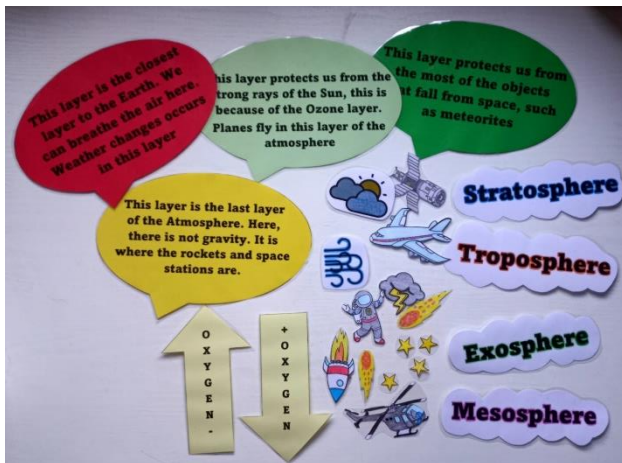 This layer is the closest
layer to the Earth. We
can breathe the air here.
Weather changes occurs
in this layer
his layer protects us from the
trong rays of the Sun, this is
because of the Ozone layer.
Planes fly in this layer of the
atmosphere
This layer protects us from
the most of the objects
at fall from space, such
as meteorites
This layer is the last layer
of the Atmosphere. Here,
there is not gravity. It is
where the rockets and space
stations are.
Stratosphere
Troposphere
Exosphere
Mesosphere
OXYGEN-
+OXYGEN